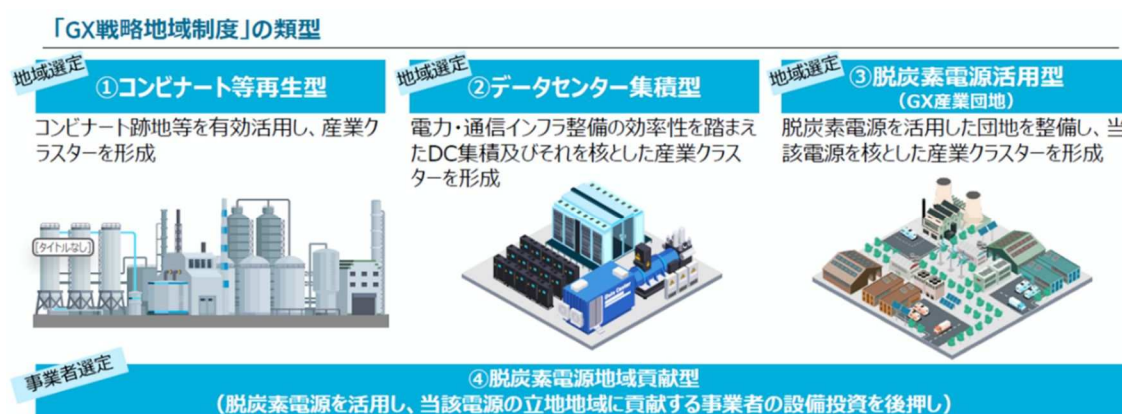 「GX戦略地域制度」の類型
地域選定
①コンビナート等再生型
コンビナート跡地等を有効活用し、産業ク
ラスターを形成
[タイトルなし]
地域選定
②データセンター集積型
電力・通信インフラ整備の効率性を踏まえ
たDC集積及びそれを核とした産業クラス
ターを形成
地域選定
③脱炭素電源活用型
(GX産業団地)
脱炭素電源を活用した団地を整備し、当
該電源を核とした産業クラスターを形成
事業者選定
④脱炭素電源地域貢献型
(脱炭素電源を活用し、当該電源の立地地域に貢献する事業者の設備投資を後押し)